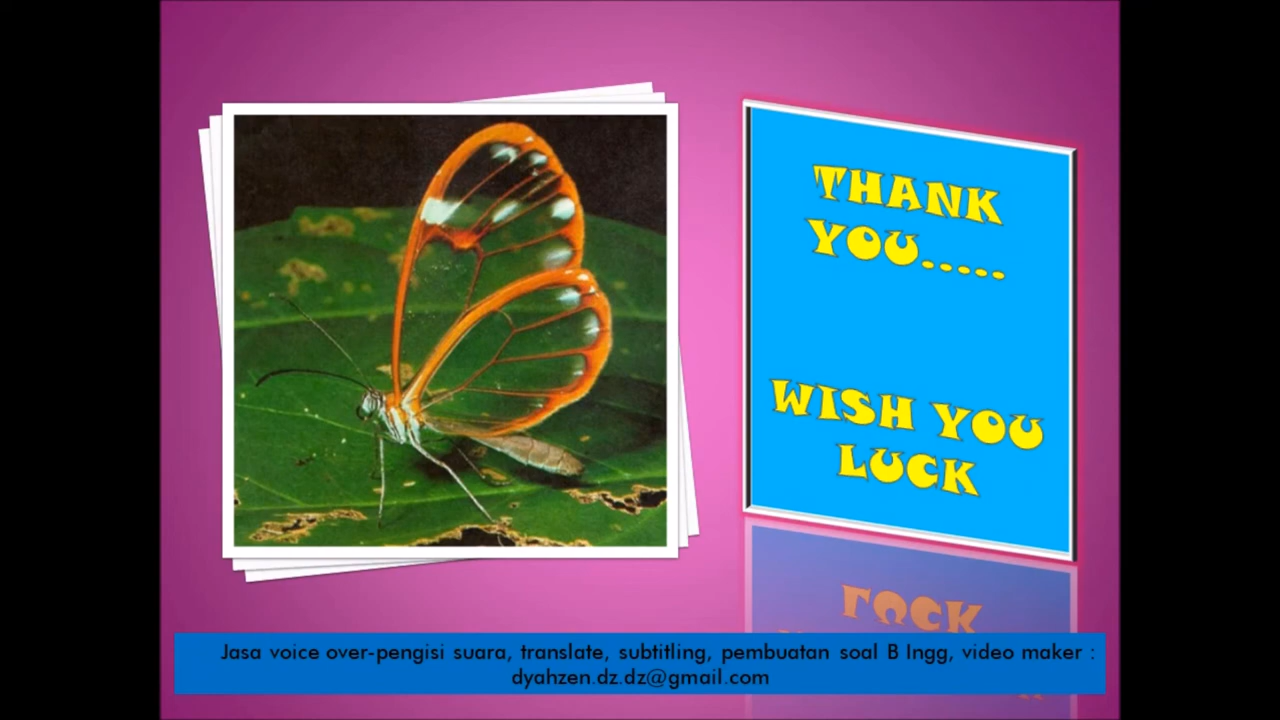 THANK
YOU.....
WISH YOU
LUCK
Jasa voice over-pengisi suara, translate, subtitling, pembuatan soal B Ingg, video maker :
dyahzen.dz.dz@gmail.com